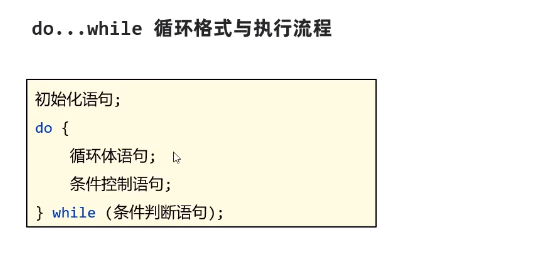 do...while 循环格式与执行流程
初始化语句;
do {
    循环体语句;
    条件控制语句;
} while (条件判断语句);